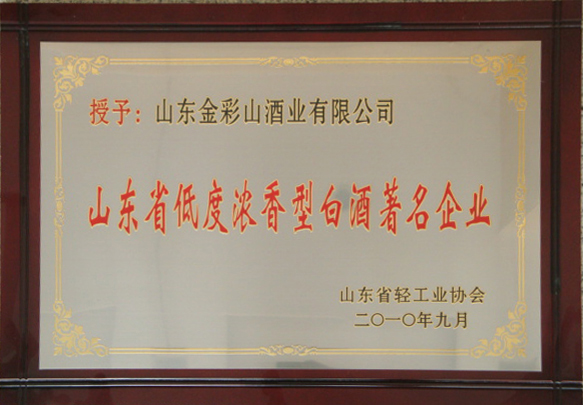 授予：山东金彩山酒业有限公司
山东省低度浓香型白酒著名企业
山东省轻工业协会
二〇一〇年九月